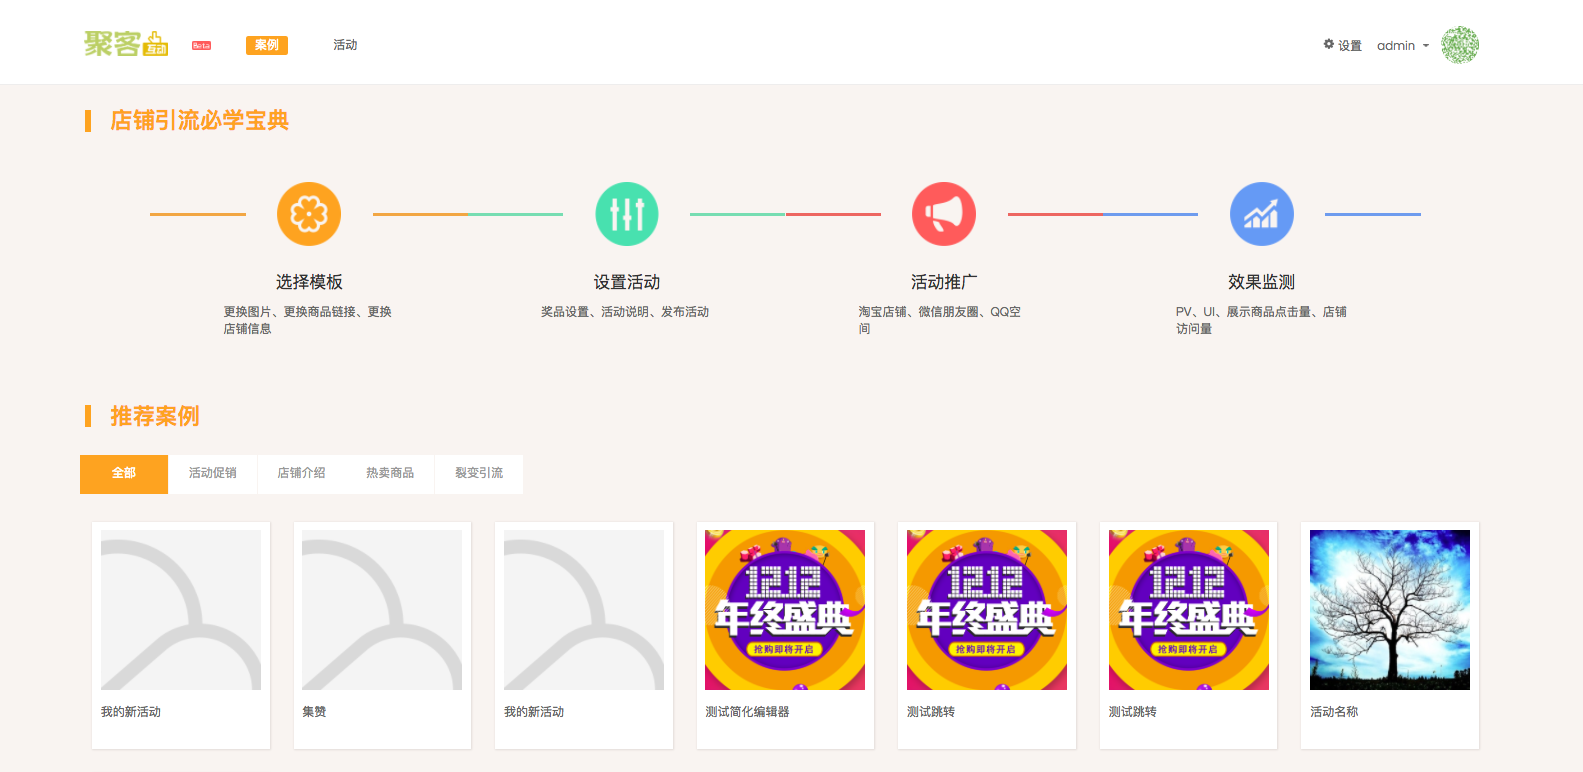 聚客互动 Beta 案例 活动 设置 admin
店铺引流必学宝典
选择模板 设置活动 活动推广 效果监测
更换图片、更换商品链接、更换
店铺信息
奖品设置、活动说明、发布活动
淘宝店铺、微信朋友圈、QQ空
间
PV、UI、展示商品点击量、店铺
访问量
推荐案例
全部 活动促销 店铺介绍 热卖商品 裂变引流
12.12
年终盛典
抢购即将开启
12.12
年终盛典
抢购即将开启
12.12
年终盛典
抢购即将开启
我的新活动 集赞 我的新活动 测试简化编辑器 测试跳转 测试跳转 活动名称